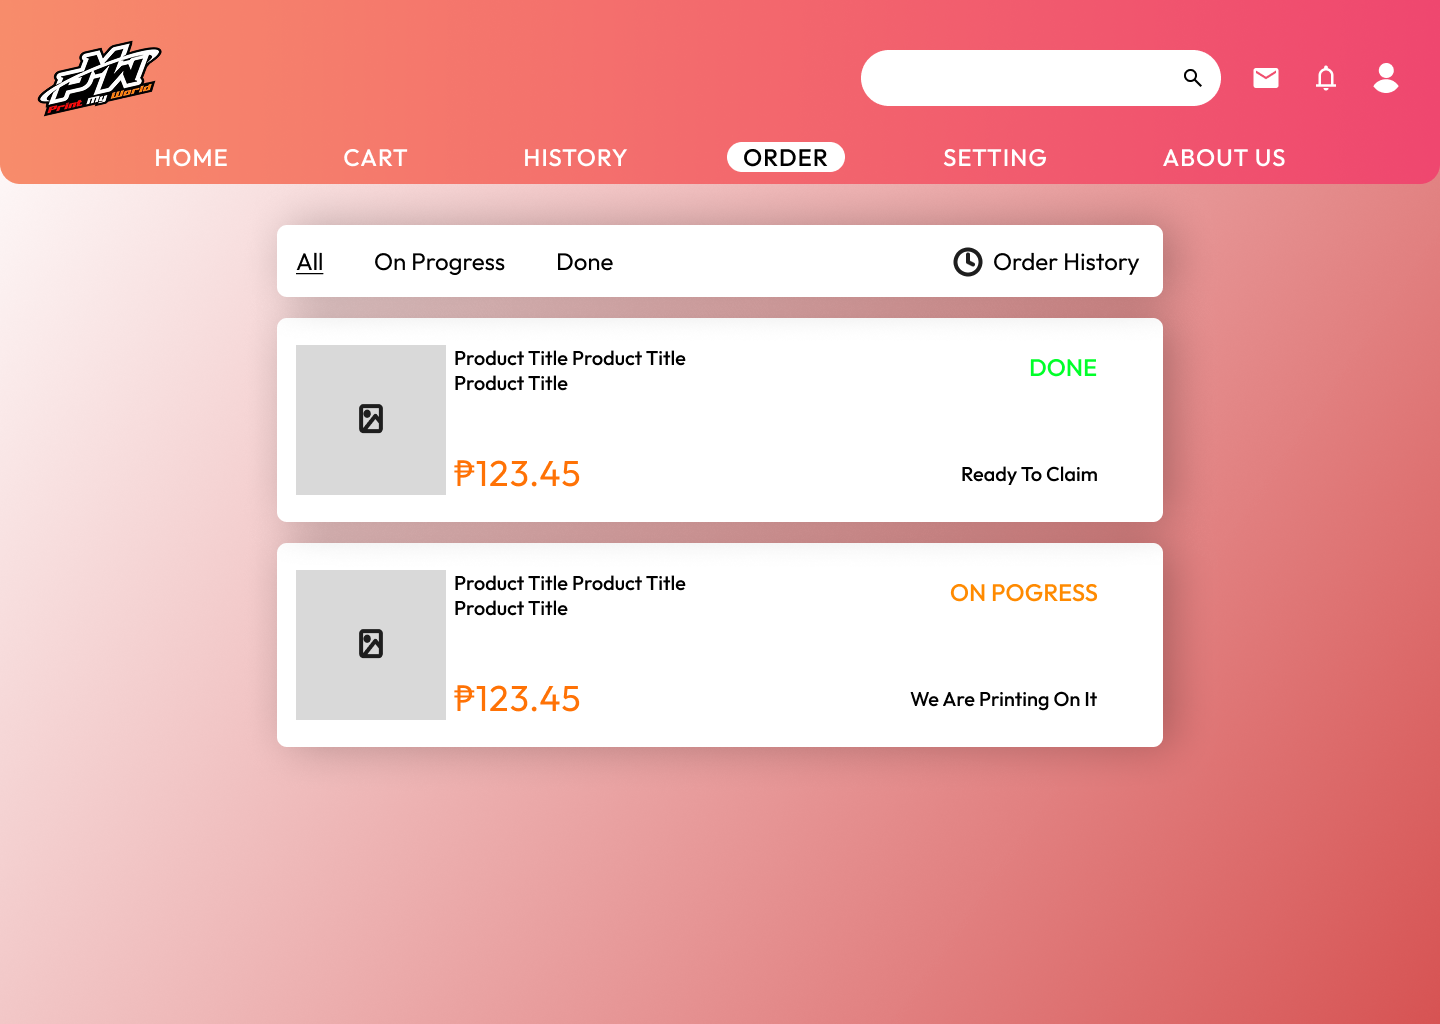 PMW
Print My World
HOME CART HISTORY ORDER SETTING ABOUT US
All On Progress Done Order History
Product Title Product Title
Product Title
DONE
₱123.45
Ready To Claim
Product Title Product Title
Product Title
ON POGRESS
₱123.45
We Are Printing On It